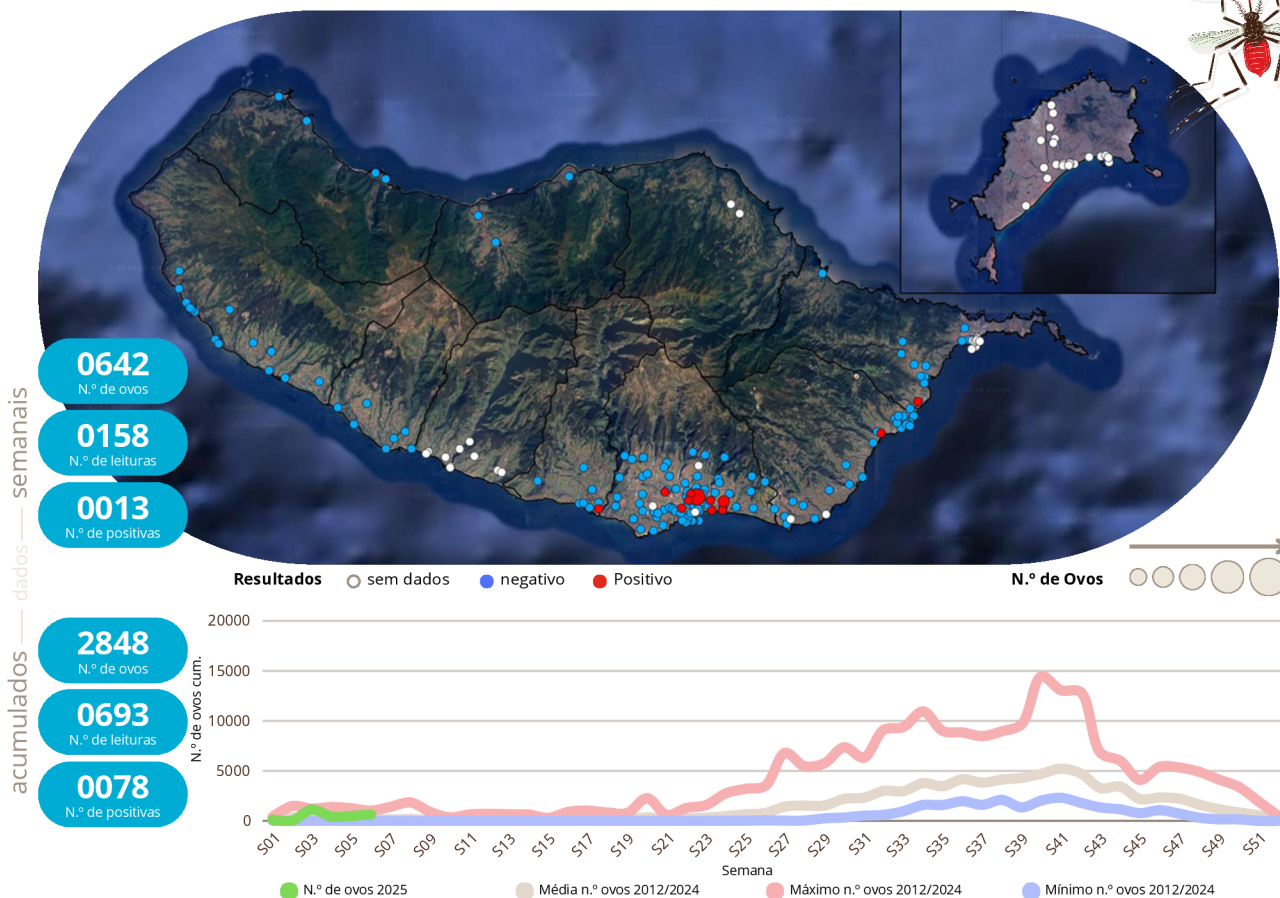 0642
N.º de ovos
0158
N.º de leituras
0013
N.º de positivas
semanais
dados
acumulados
Resultados
sem dados
negativo
Positivo
N.º de Ovos
2848
N.º de ovos
0693
N.º de leituras
0078
N.º de positivas
N.º de ovos cum.
20000
15000
10000
5000
0
S01 S03 S05 S07 S09 S11 S13 S15 S17 S19 S21 S23 S25 S27 S29 S31 S33 S35 S37 S39 S41 S43 S45 S47 S49 S51
Semana
N.º de ovos 2025
Média n.º ovos 2012/2024
Máximo n.º ovos 2012/2024
Mínimo n.º ovos 2012/2024